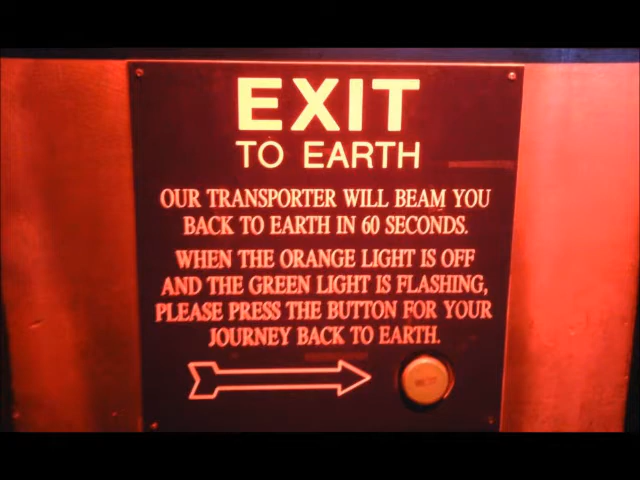 EXIT
TO EARTH
OUR TRANSPORTER WILL BEAM YOU
BACK TO EARTH IN 60 SECONDS.
WHEN THE ORANGE LIGHT IS OFF
AND THE GREEN LIGHT IS FLASHING,
PLEASE PRESS THE BUTTON FOR YOUR
JOURNEY BACK TO EARTH.